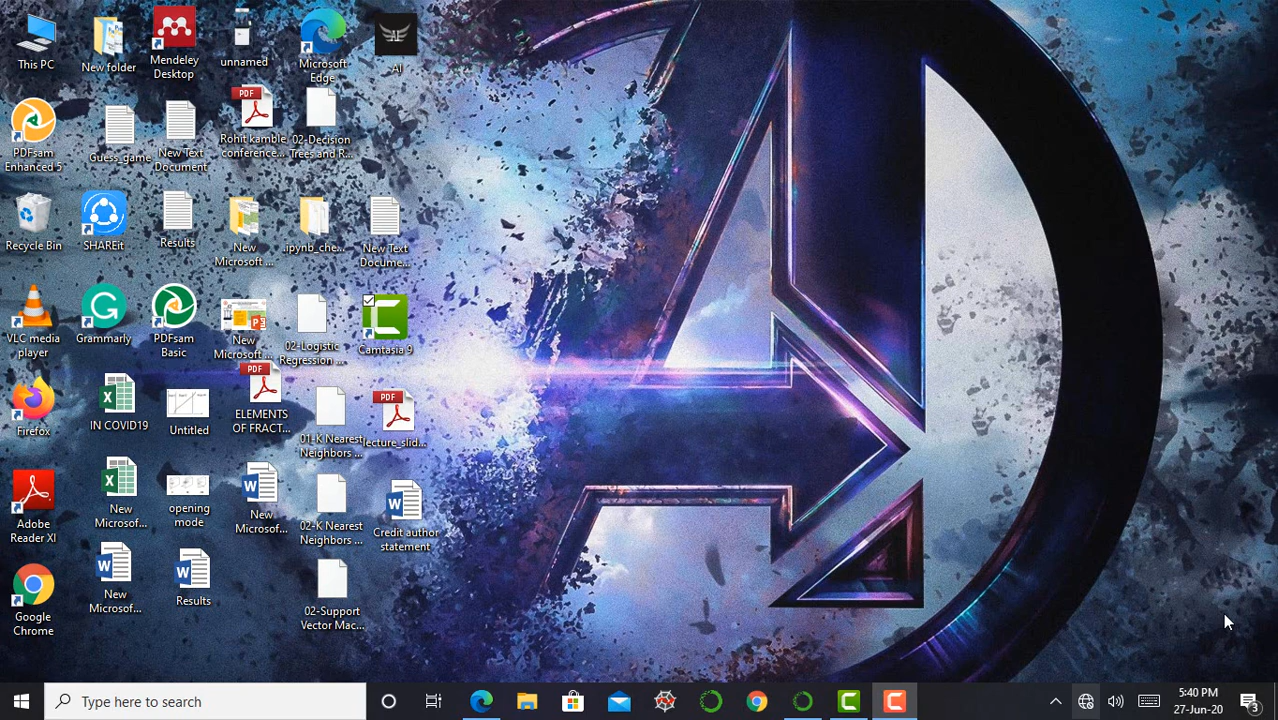 This PC
New folder
Mendeley
Desktop
unnamed
Microsoft
Edge
AI
PDFsam
Enhanced 5
Guess_game
New Text
Document
PDF
Rohit kamble
conference...
02-Decision
Trees and R...
Recycle Bin
SHAREit
Results
New
Microsoft ...
.ipynb_che...
New Text
Docume...
VLC media
player
Grammarly
PDFsam
Basic
New
Microsoft ...
02-Logistic
Regression ...
Camtasia 9
Firefox
IN COVID19
Untitled
PDF
ELEMENTS
OF FRACT...
01-K Nearest
Neighbors ...
PDF
lecture_slid...
Adobe
Reader XI
New
Microsof...
opening
mode
New
Microsof...
02-K Nearest
Neighbors ...
Credit author
statement
Google
Chrome
New
Microsof...
Results
02-Support
Vector Mac...
Type here to search
5:40 PM
27-Jun-20
3